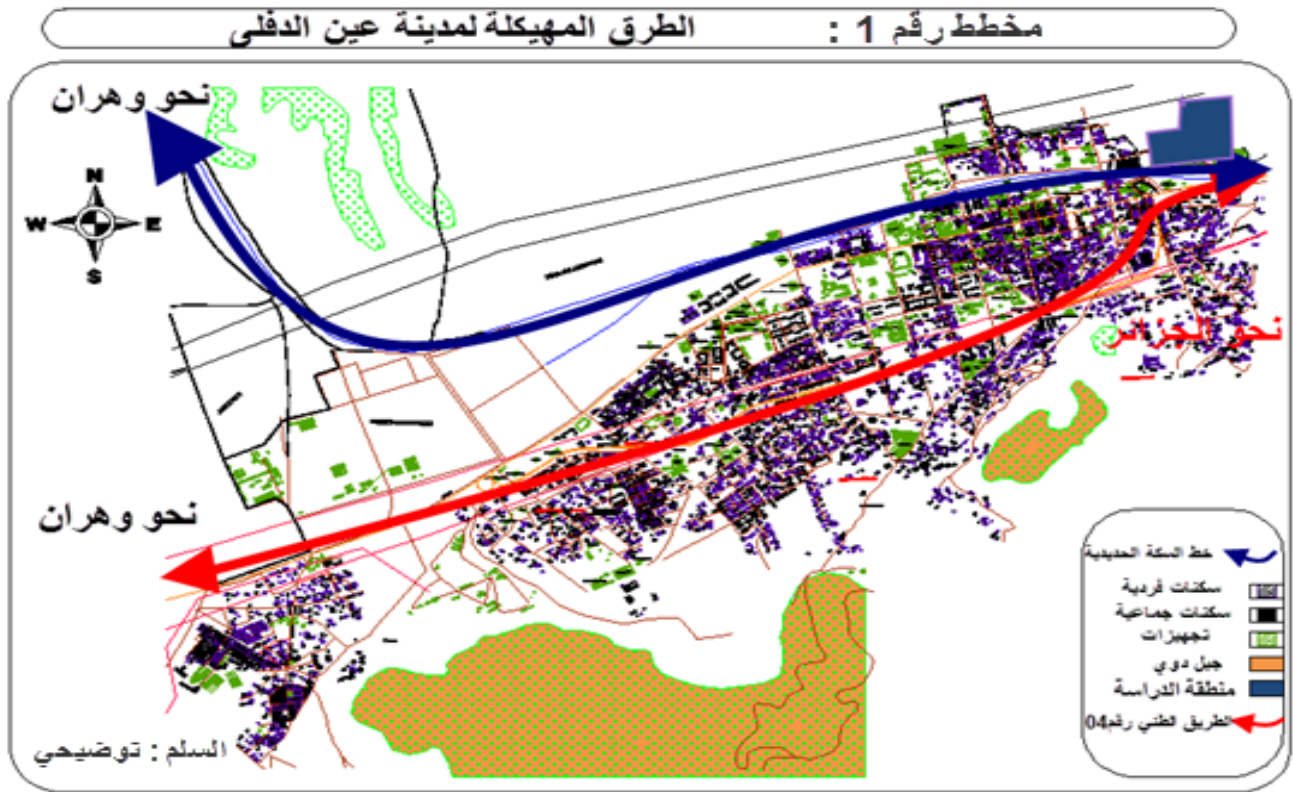 مخطط رقم 1 : الطرق المهيكلة لمدينة عين الدفلى
نحو وهران
N
W E
S
نحو الجزائر
نحو وهران
خط السكة الحديدية
سكنات فردية
سكنات جماعية
تجهيزات
جبل دوي
منطقة الدراسة
الطريق الطني رقم04
السلم : توضيحي